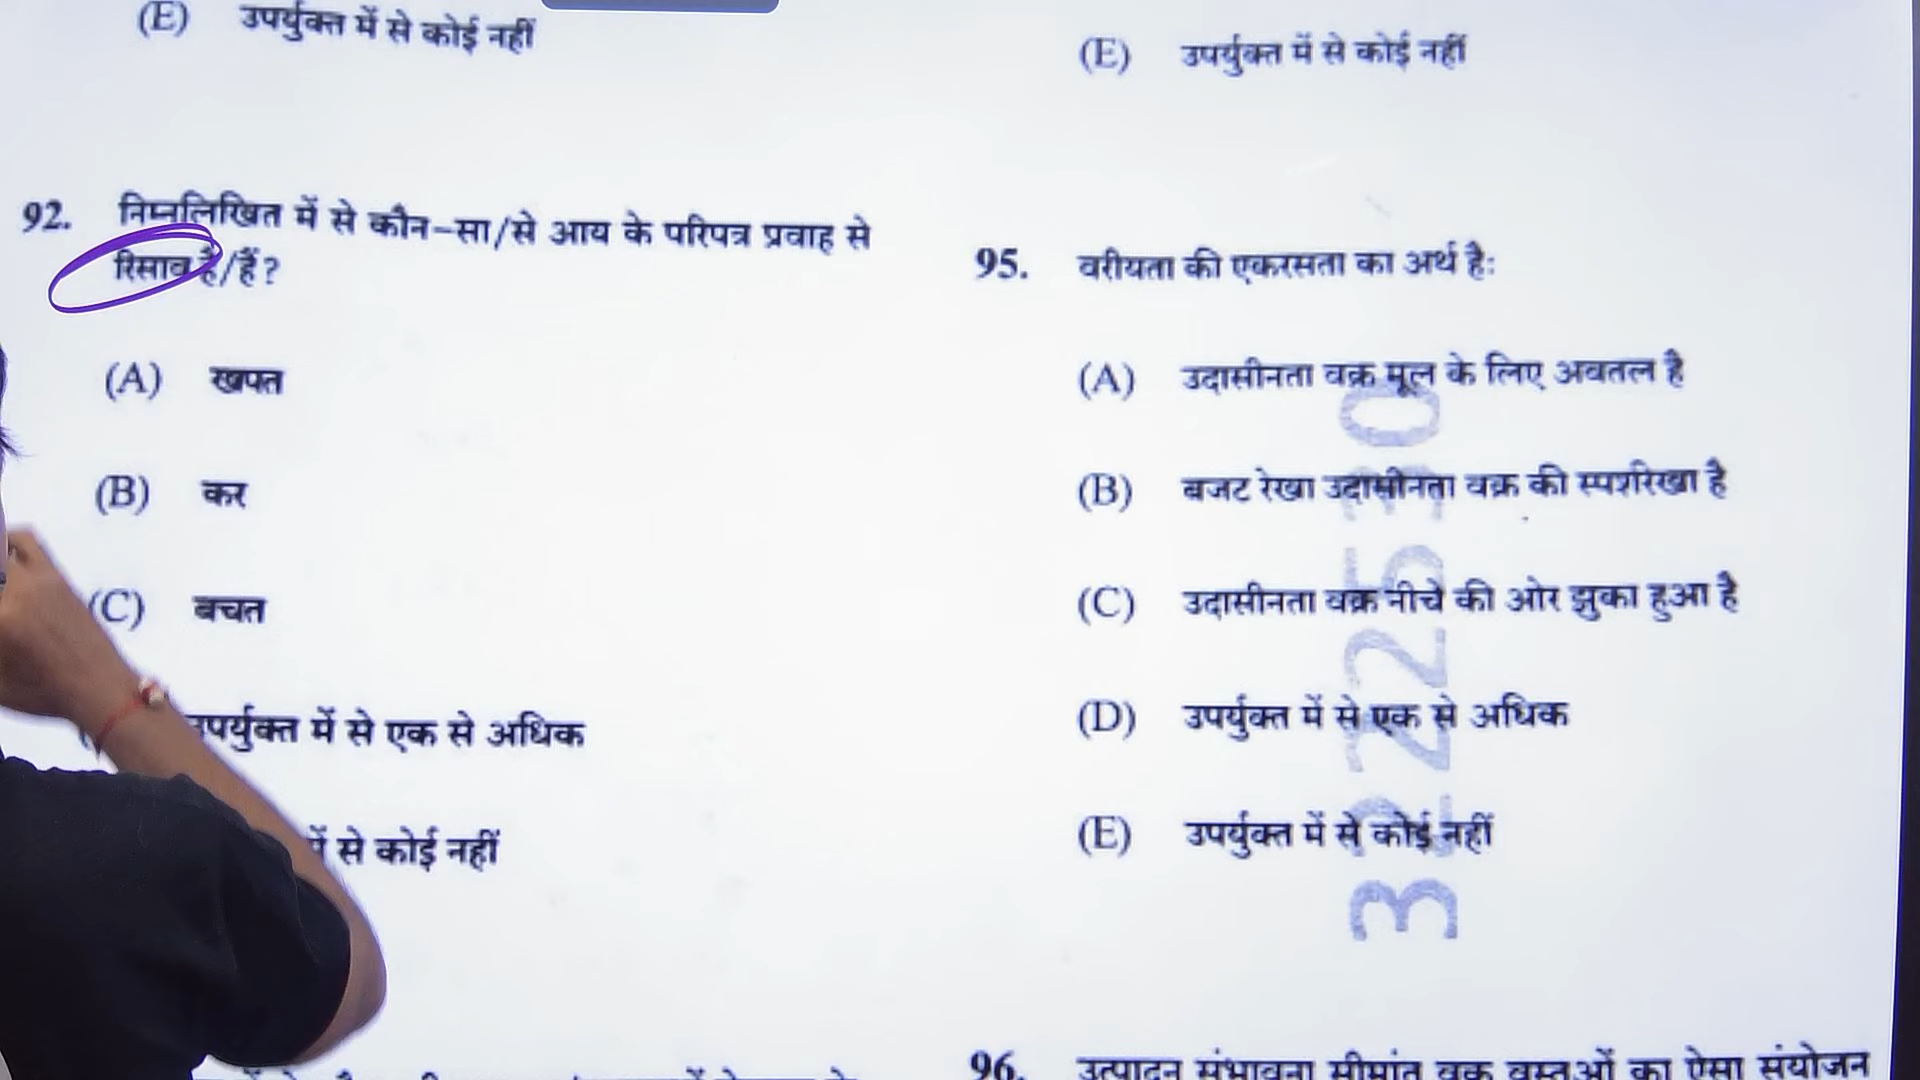 (E) उपर्युक्त में से कोई नहीं
92. निम्नलिखित में से कौन-सा/से आय के परिपत्र प्रवाह से
रिसाव है/हैं?
(A) खपत
(B) कर
(C) बचत
उपर्युक्त में से एक से अधिक
में से कोई नहीं
(E) उपर्युक्त में से कोई नहीं
95. वरीयता की एकरसता का अर्थ है:
(A) उदासीनता वक्र मूल के लिए अवतल है
(B) बजट रेखा उदासीनता वक्र की स्पर्शरेखा है
(C) उदासीनता वक्र नीचे की ओर झुका हुआ है
(D) उपर्युक्त में से एक से अधिक
(E) उपर्युक्त में से कोई नहीं
96. उत्पादन संभावना सीमांत वक्र वस्तुओं का ऐसा संयोजन